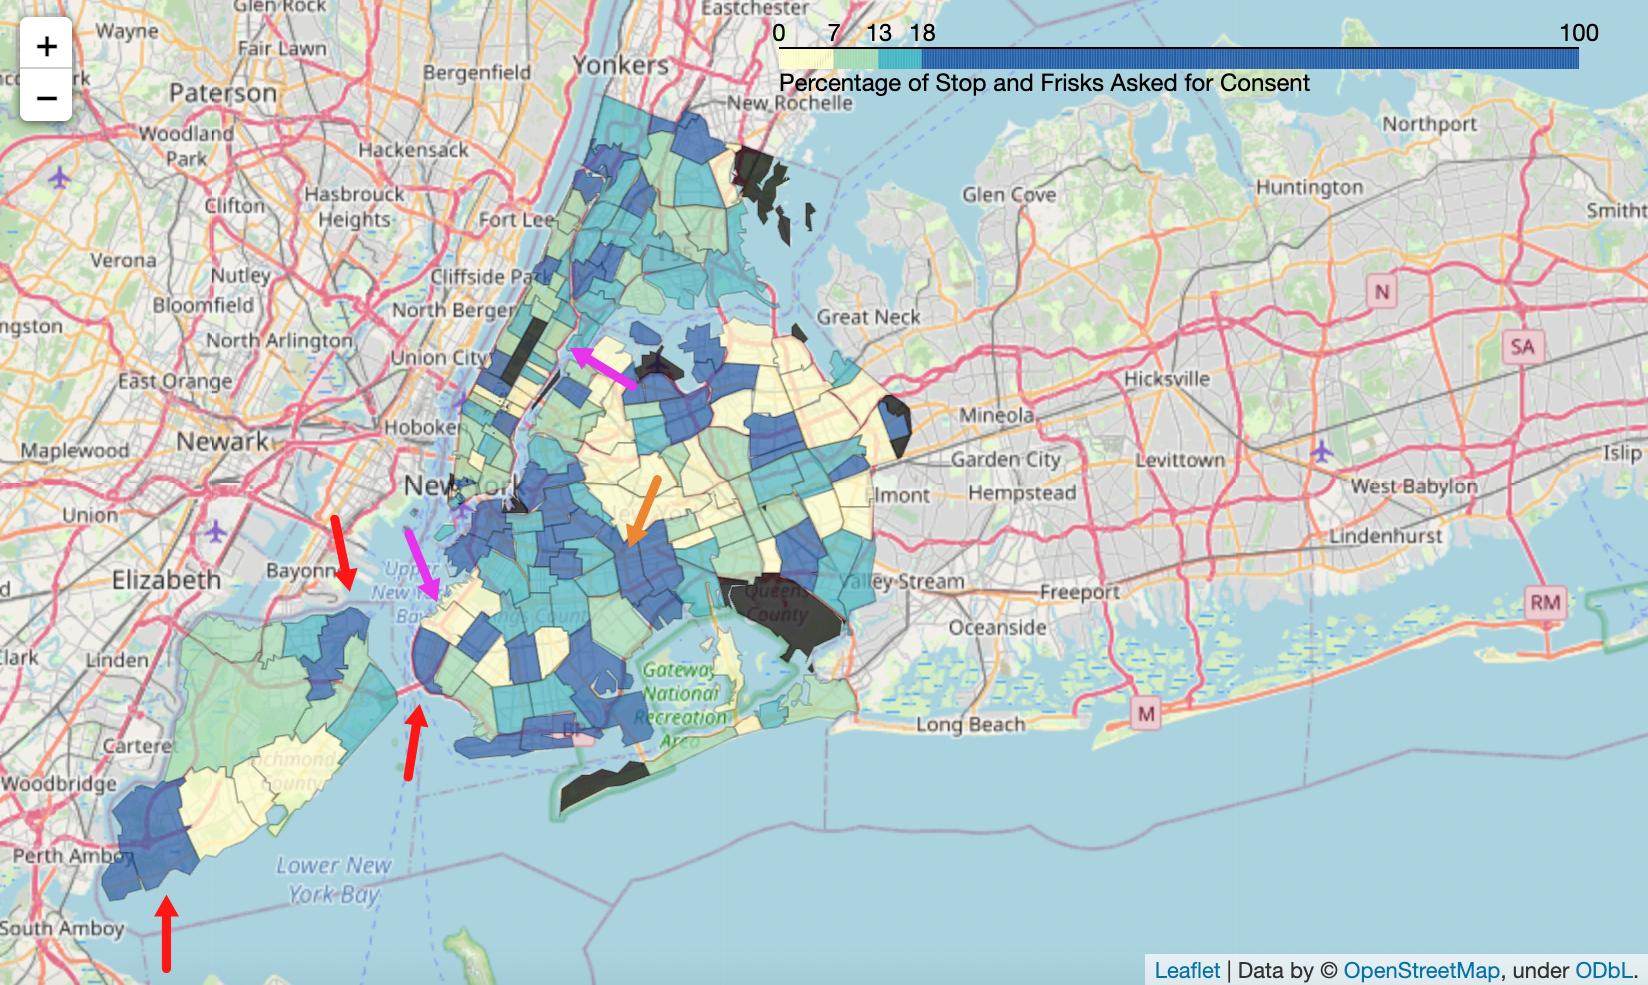 +
−
0 7 13 18 100
Percentage of Stop and Frisks Asked for Consent
Glen Rock
Eastchester
Wayne
Fair Lawn
Yonkers
Bergenfield
Paterson
New Rochelle
Northport
Woodland
Park
Hackensack
Hasbrouck
Heights
Glen Cove
Huntington
Clifton
Fort Lee
Smitht
Verona
Nutley
Cliffside Park
Bloomfield
North Berger
N
Great Neck
ngston
North Arlington
Union City
SA
East Orange
Hicksville
Mineola
Hoboken
Newark
Maplewood
Garden City
Levittown
Islip
New York
Elmont
Hempstead
West Babylon
Union
Lindenhurst
Bayonn
Elizabeth
Upper
New York
Bay
Valley Stream
Freeport
Queens
County
RM
Kings County
Oceanside
Clark
Linden
Gateway
National
Recreation
Area
M
Long Beach
Carteret
Richmond
County
Woodbridge
Perth Amboy
Lower New
York Bay
South Amboy
Leaflet | Data by © OpenStreetMap, under ODbL.